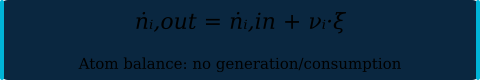 ṅᵢ,out = ṅᵢ,in + νᵢ·ξ
Atom balance: no generation/consumption